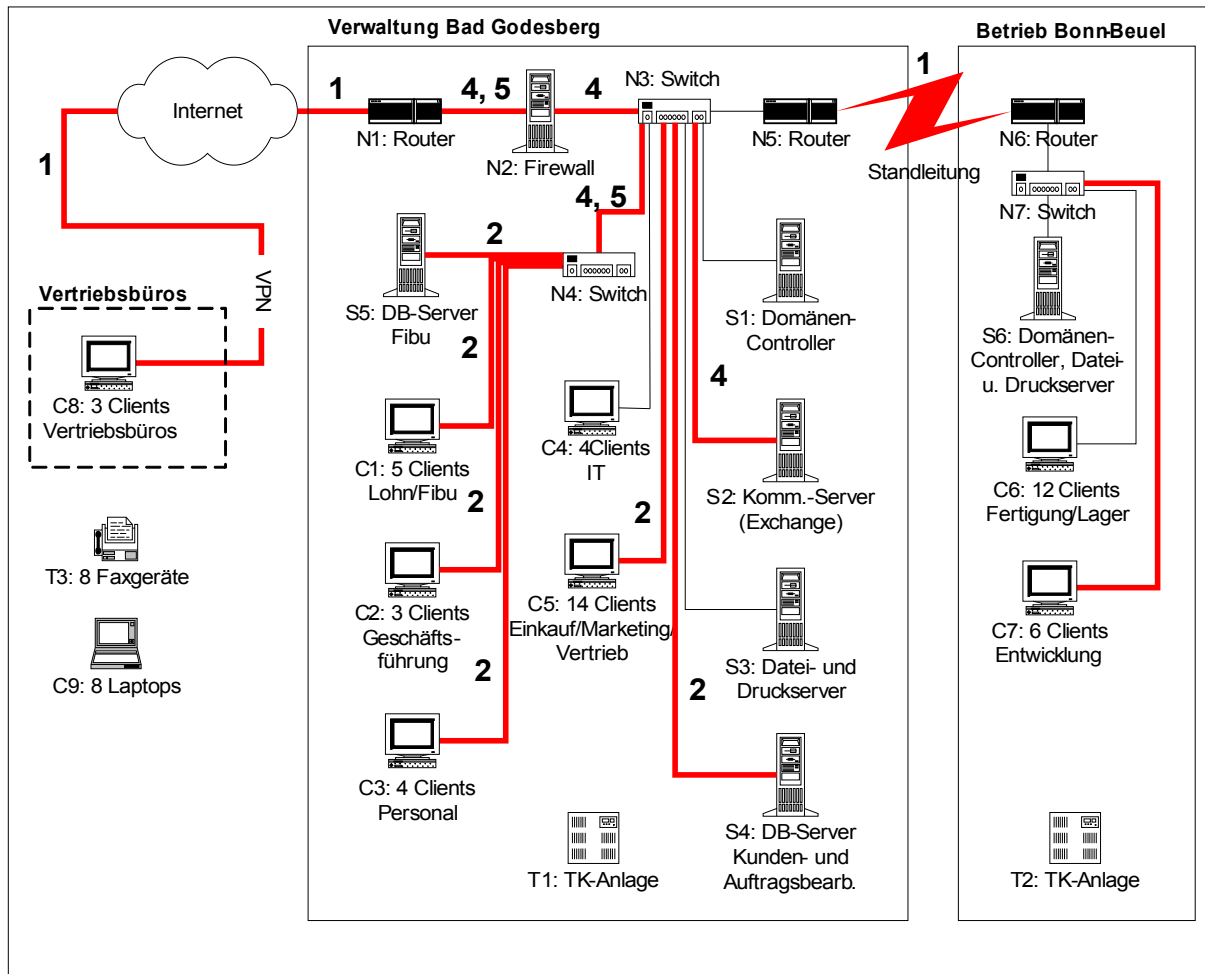 Verwaltung Bad Godesberg
Betrieb Bonn-Beuel
Internet
1
N1: Router
4, 5
N2: Firewall
4
N3: Switch
N5: Router
1
Standleitung
N6: Router
N7: Switch
1
VPN
Vertriebsbüros
C8: 3 Clients
Vertriebsbüros
T3: 8 Faxgeräte
C9: 8 Laptops
4, 5
2
S5: DB-Server
Fibu
N4: Switch
2
C1: 5 Clients
Lohn/Fibu
2
C2: 3 Clients
Geschäfts-
führung
2
C3: 4 Clients
Personal
C4: 4Clients
IT
2
C5: 14 Clients
Einkauf/Marketing/
Vertrieb
S1: Domänen-
Controller
4
S2: Komm.-Server
(Exchange)
S3: Datei- und
Druckserver
2
S4: DB-Server
Kunden- und
Auftragsbearb.
T1: TK-Anlage
S6: Domänen-
Controller, Datei-
u. Druckserver
C6: 12 Clients
Fertigung/Lager
C7: 6 Clients
Entwicklung
T2: TK-Anlage